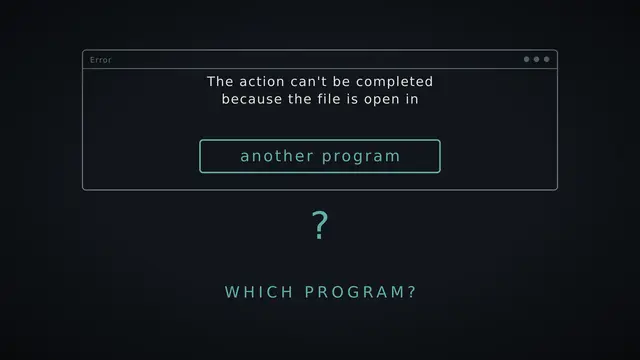 Error
The action can't be completed
because the file is open in
another program
?
WHICH PROGRAM?